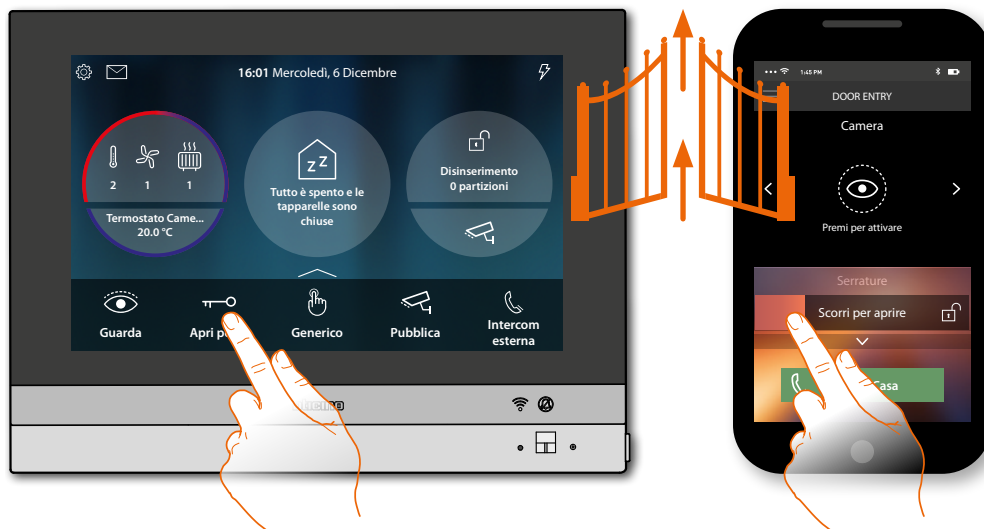 16:01 Mercoledì, 6 Dicembre
2 1 1
Termostato Came...
20.0 °C
Z Z
Tutto è spento e le
tapparelle sono
chiuse
Disinserimento
0 partizioni
Guarda
Apri
Generico
Pubblica
Intercom
esterna
1:45 PM
DOOR ENTRY
Camera
Premi per attivare
Serrature
Scorri per aprire
Casa